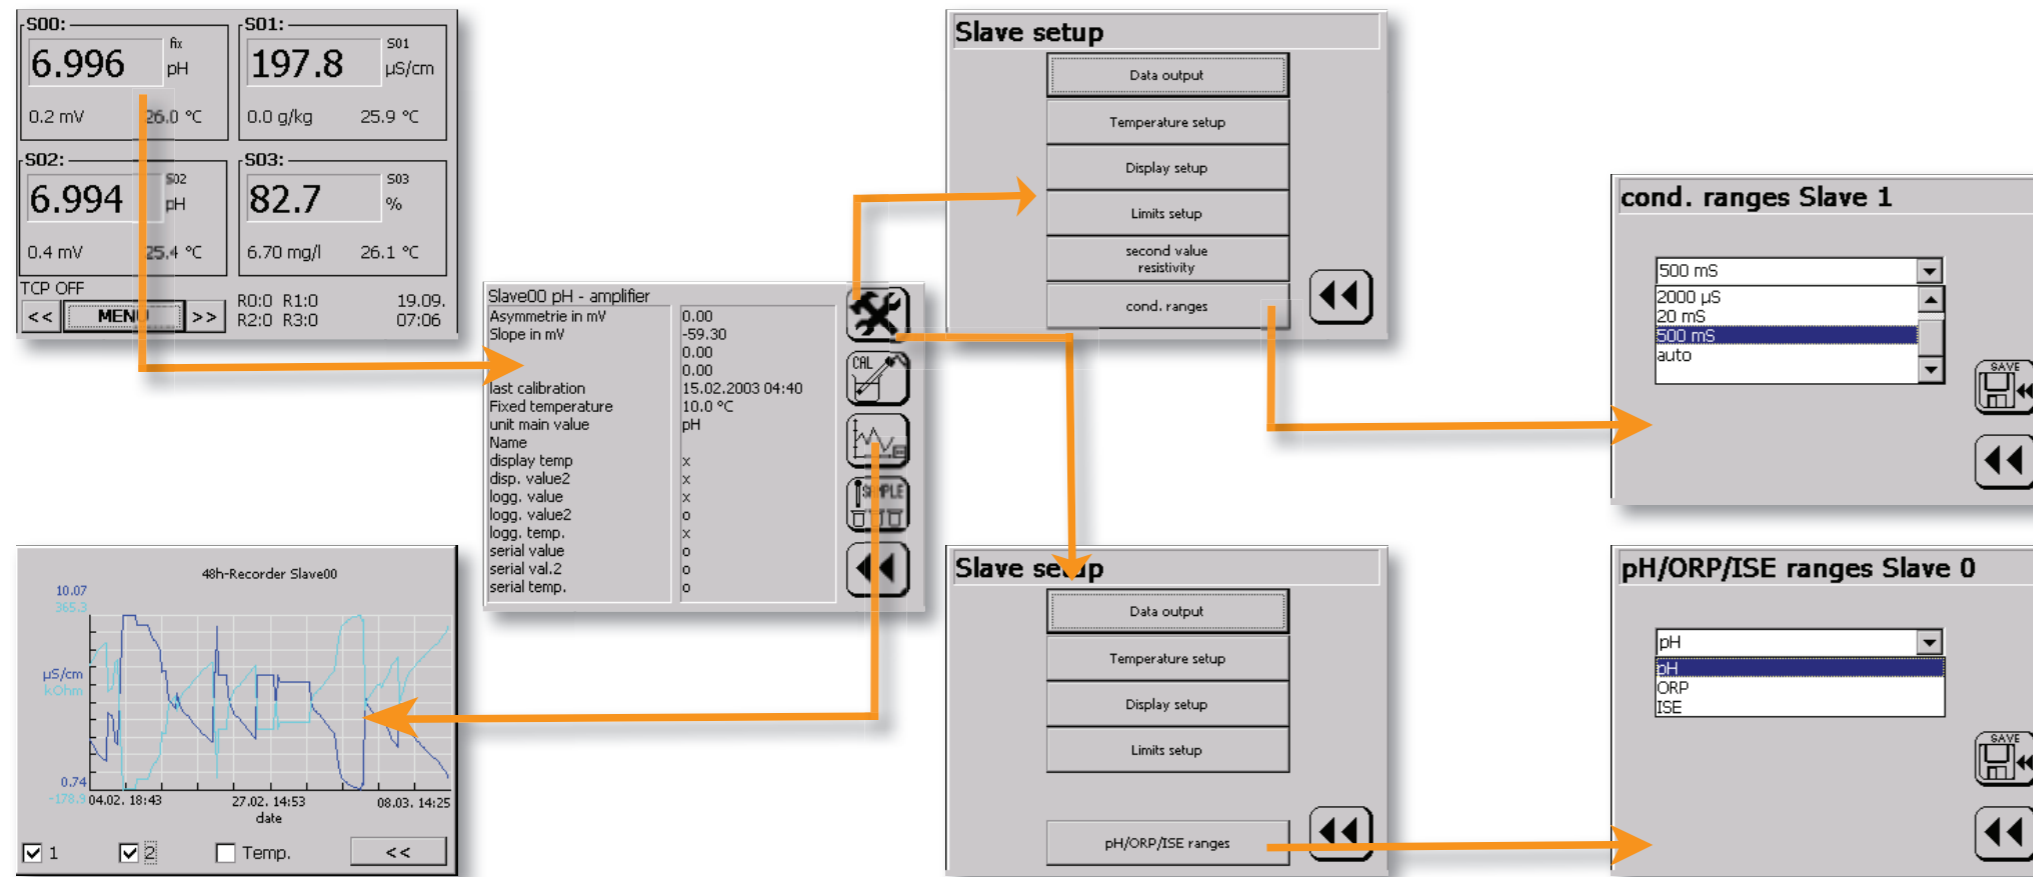 S00:
6.996
fix
pH
0.2 mV
26.0 °C
S01:
197.8
S01
µS/cm
0.0 g/kg
25.9 °C
S02:
6.994
S02
pH
0.4 mV
25.4 °C
S03:
82.7
S03
%
6.70 mg/l
26.1 °C
TCP OFF
<< MENU >>
R0:0 R1:0
R2:0 R3:0
19.09.
07:06
Slave00 pH - amplifier
Asymmetrie in mV 0.00
Slope in mV -59.30
0.00
0.00
last calibration 15.02.2003 04:40
Fixed temperature 10.0 °C
unit main value pH
Name
display temp x
disp. value2 x
logg. value x
logg. value2 o
logg. temp. x
serial value o
serial val.2 o
serial temp. o
CAL
SAMPLE
48h-Recorder Slave00
10.07
365.3
µS/cm
kOhm
0.74
-178.9
04.02. 18:43
27.02. 14:53
08.03. 14:25
date
1
2
Temp.
<<
Slave setup
Data output
Temperature setup
Display setup
Limits setup
second value
resistivity
cond. ranges
Slave setup
Data output
Temperature setup
Display setup
Limits setup
pH/ORP/ISE ranges
cond. ranges Slave 1
500 mS
2000 µS
20 mS
500 mS
auto
SAVE
pH/ORP/ISE ranges Slave 0
pH
pH
ORP
ISE
SAVE